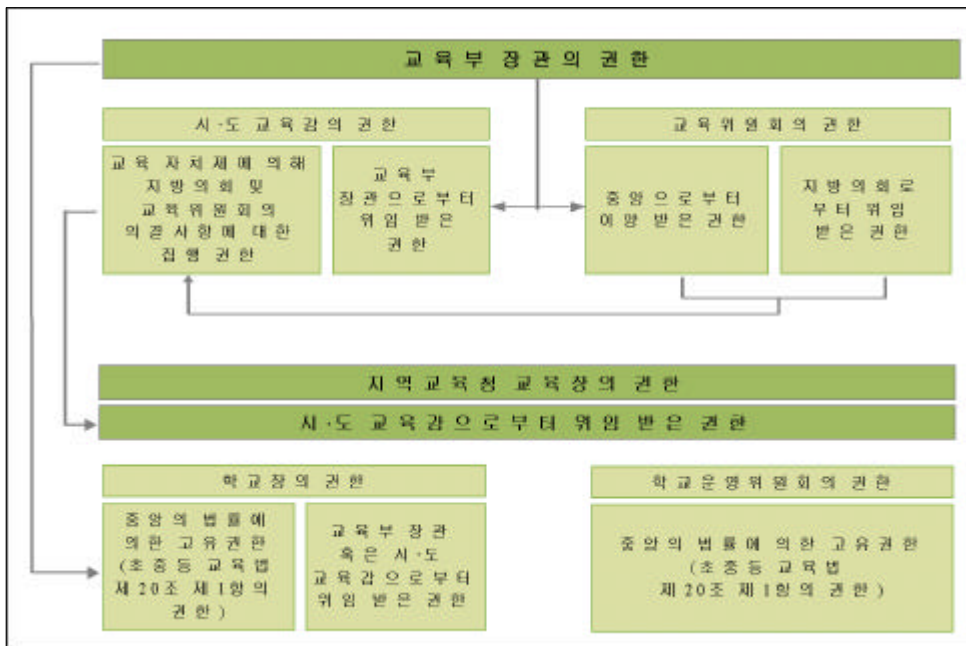 교육부 장관의 권한
시·도 교육감의 권한
교육 자치제에 의해
지방의회 및
교육위원회의
의결사항에 대한
집행 권한
교육부
장관으로부터
위임 받은
권한
교육위원회의 권한
중앙으로부터
이양 받은 권한
지방의회로
부터 위임
받은 권한
지역교육청 교육장의 권한
시·도 교육감으로부터 위임 받은 권한
학교장의 권한
중앙의 법률에
의한 고유권한
(초중등 교육법
제20조 제1항의
권한)
교육부 장관
혹은 시·도
교육감으로부터
위임 받은 권한
학교운영위원회의 권한
중앙의 법률에 의한 고유권한
(초중등 교육법
제20조 제1항의 권한)